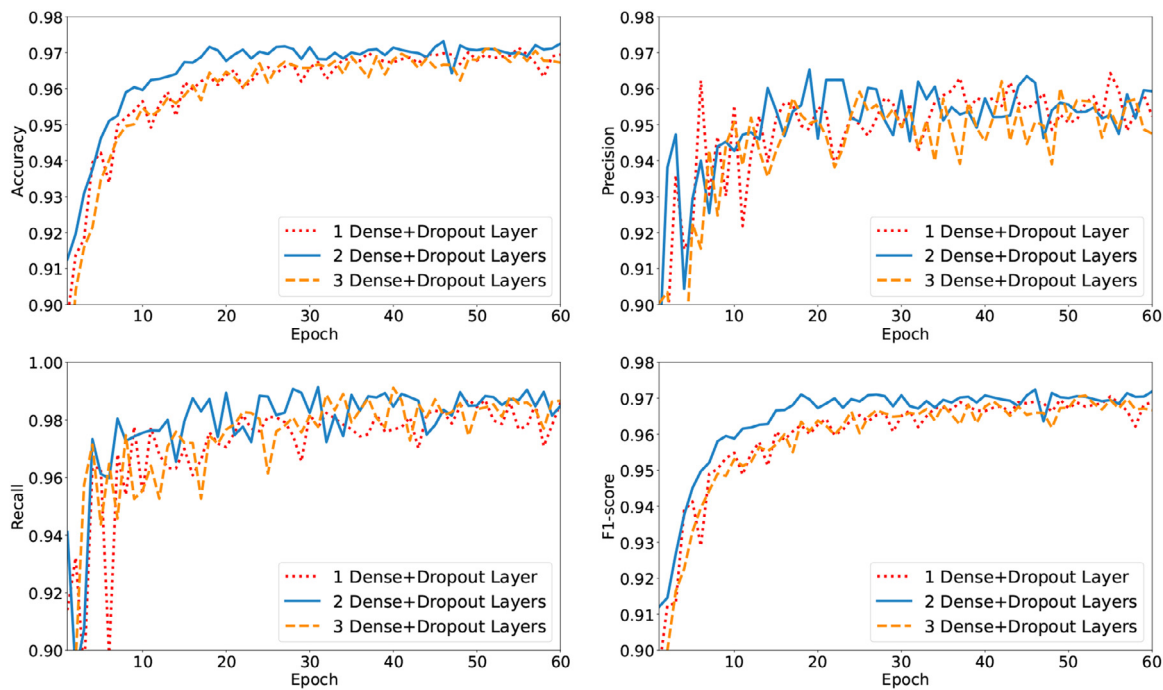 0.98
0.97
0.96
0.95
0.94
0.93
0.92
0.91
0.90
Accuracy
10 20 30 40 50 60
Epoch
1 Dense+Dropout Layer
2 Dense+Dropout Layers
3 Dense+Dropout Layers
0.98
0.97
0.96
0.95
0.94
0.93
0.92
0.91
0.90
Precision
10 20 30 40 50 60
Epoch
1 Dense+Dropout Layer
2 Dense+Dropout Layers
3 Dense+Dropout Layers
1.00
0.98
0.96
0.94
0.92
0.90
Recall
10 20 30 40 50 60
Epoch
1 Dense+Dropout Layer
2 Dense+Dropout Layers
3 Dense+Dropout Layers
0.98
0.97
0.96
0.95
0.94
0.93
0.92
0.91
0.90
F1-score
10 20 30 40 50 60
Epoch
1 Dense+Dropout Layer
2 Dense+Dropout Layers
3 Dense+Dropout Layers